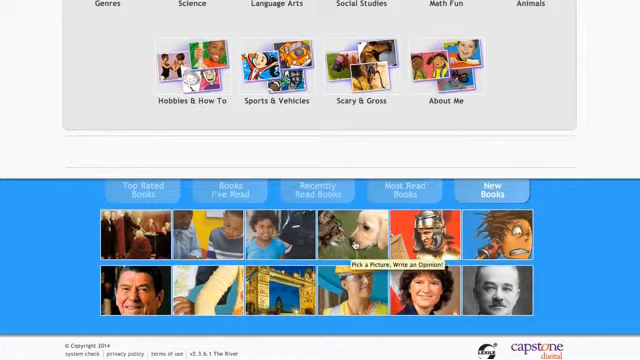 Genres Science Language Arts Social Studies Math Fun Animals
Hobbies & How To Sports & Vehicles Scary & Gross About Me
Top Rated Books
Books I've Read
Recently Read Books
Most Read Books
New Books
Pick a Picture, Write an Opinion!
© Copyright 2014
system check | privacy policy | terms of use | v2.3.6.1 The River
LEXILE
capstone
digital